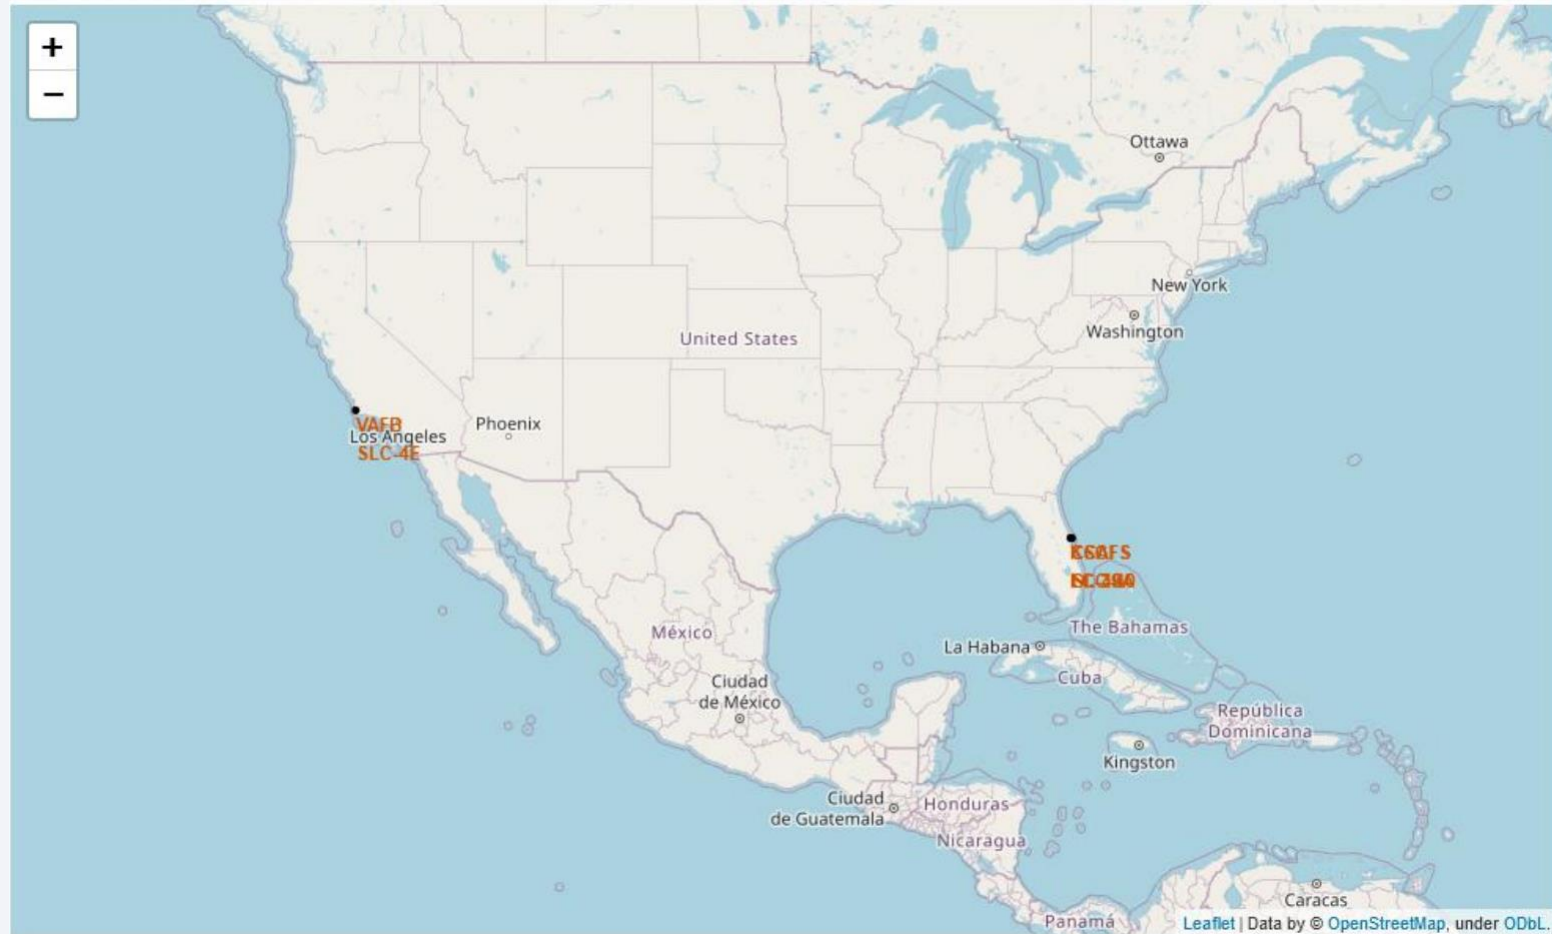 +
−
Ottawa
New York
Washington
United States
VAFB
Los Angeles
SLC-4E
Phoenix
The Bahamas
La Habana
México
Cuba
Ciudad
de México
República
Dominicana
Kingston
Ciudad
de Guatemala
Honduras
Nicaragua
Caracas
Panamá
Leaflet | Data by © OpenStreetMap, under ODbL.